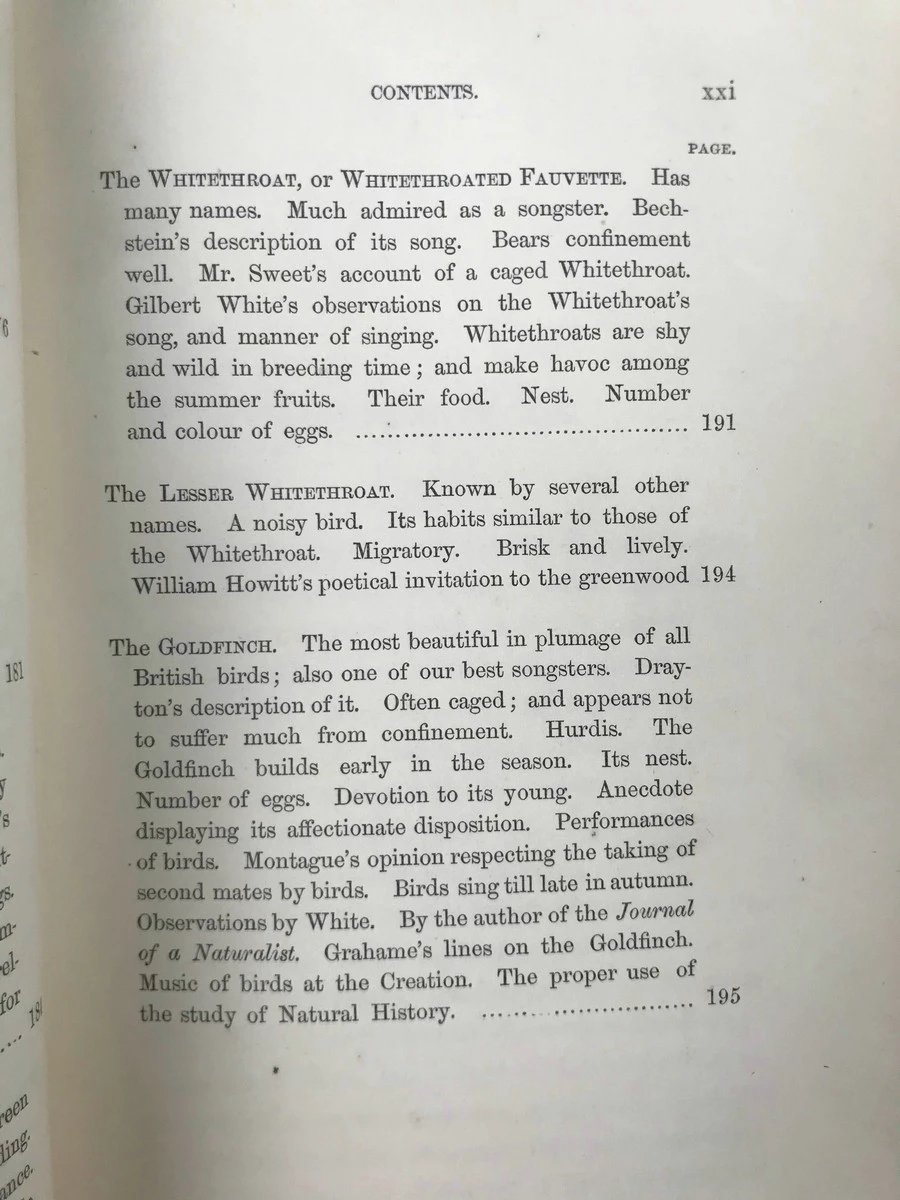 CONTENTS. xxi
PAGE.
The WHITETHROAT, or WHITETHROATED FAUVETTE. Has
many names. Much admired as a songster. Bech-
stein's description of its song. Bears confinement
well. Mr. Sweet's account of a caged Whitethroat.
Gilbert White's observations on the Whitethroat's
song, and manner of singing. Whitethroats are shy
and wild in breeding time; and make havoc among
the summer fruits. Their food. Nest. Number
and colour of eggs. ........................................ 191
The LESSER WHITETHROAT. Known by several other
names. A noisy bird. Its habits similar to those of
the Whitethroat. Migratory. Brisk and lively.
William Howitt's poetical invitation to the greenwood 194
The GOLDFINCH. The most beautiful in plumage of all
British birds; also one of our best songsters. Dray-
ton's description of it. Often caged; and appears not
to suffer much from confinement. Hurdis. The
Goldfinch builds early in the season. Its nest.
Number of eggs. Devotion to its young. Anecdote
displaying its affectionate disposition. Performances
of birds. Montague's opinion respecting the taking of
second mates by birds. Birds sing till late in autumn.
Observations by White. By the author of the Journal
of a Naturalist. Grahame's lines on the Goldfinch.
Music of birds at the Creation. The proper use of
the study of Natural History. ......................... 195
181
for